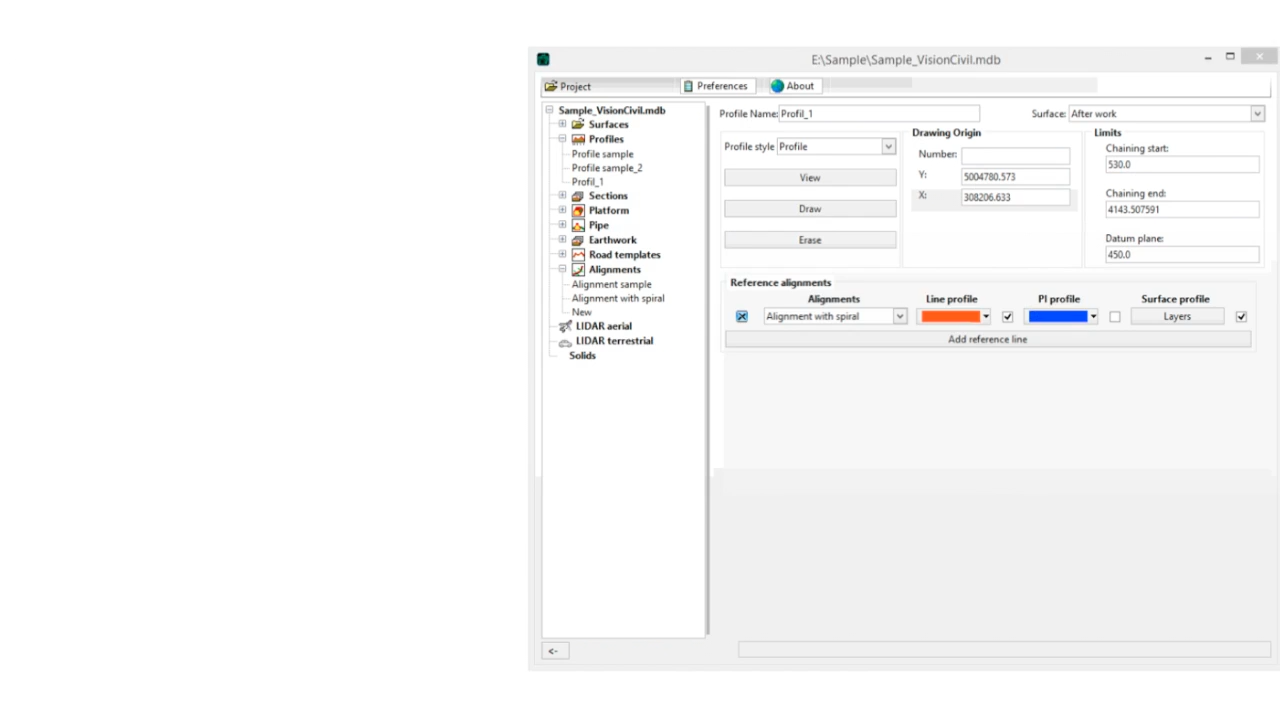 E:\Sample\Sample_VisionCivil.mdb
Project
Preferences
About
Sample_VisionCivil.mdb
Surfaces
Profiles
Profile sample
Profile sample_2
Profil_1
Sections
Platform
Pipe
Earthwork
Road templates
Alignments
Alignment sample
Alignment with spiral
New
LIDAR aerial
LIDAR terrestrial
Solids
<-
Profile Name: Profil_1
Surface: After work
Profile style Profile
View
Draw
Erase
Drawing Origin
Number:
Y: 5004780.573
X: 308206.633
Limits
Chaining start:
530.0
Chaining end:
4143.507591
Datum plane:
450.0
Reference alignments
Alignments Line profile PI profile Surface profile
Alignment with spiral Layers
Add reference line